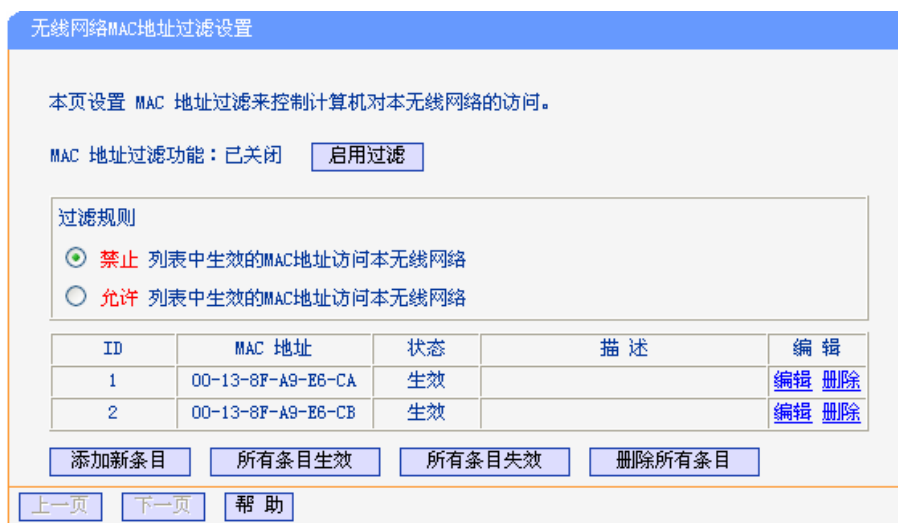 无线网络MAC地址过滤设置
本页设置 MAC 地址过滤来控制计算机对本无线网络的访问。
MAC 地址过滤功能：已关闭 启用过滤
过滤规则
禁止 列表中生效的MAC地址访问本无线网络
允许 列表中生效的MAC地址访问本无线网络
ID MAC 地址 状态 描 述 编 辑
1 00-13-8F-A9-E6-CA 生效 编辑 删除
2 00-13-8F-A9-E6-CB 生效 编辑 删除
添加新条目 所有条目生效 所有条目失效 删除所有条目
上一页 下一页 帮 助